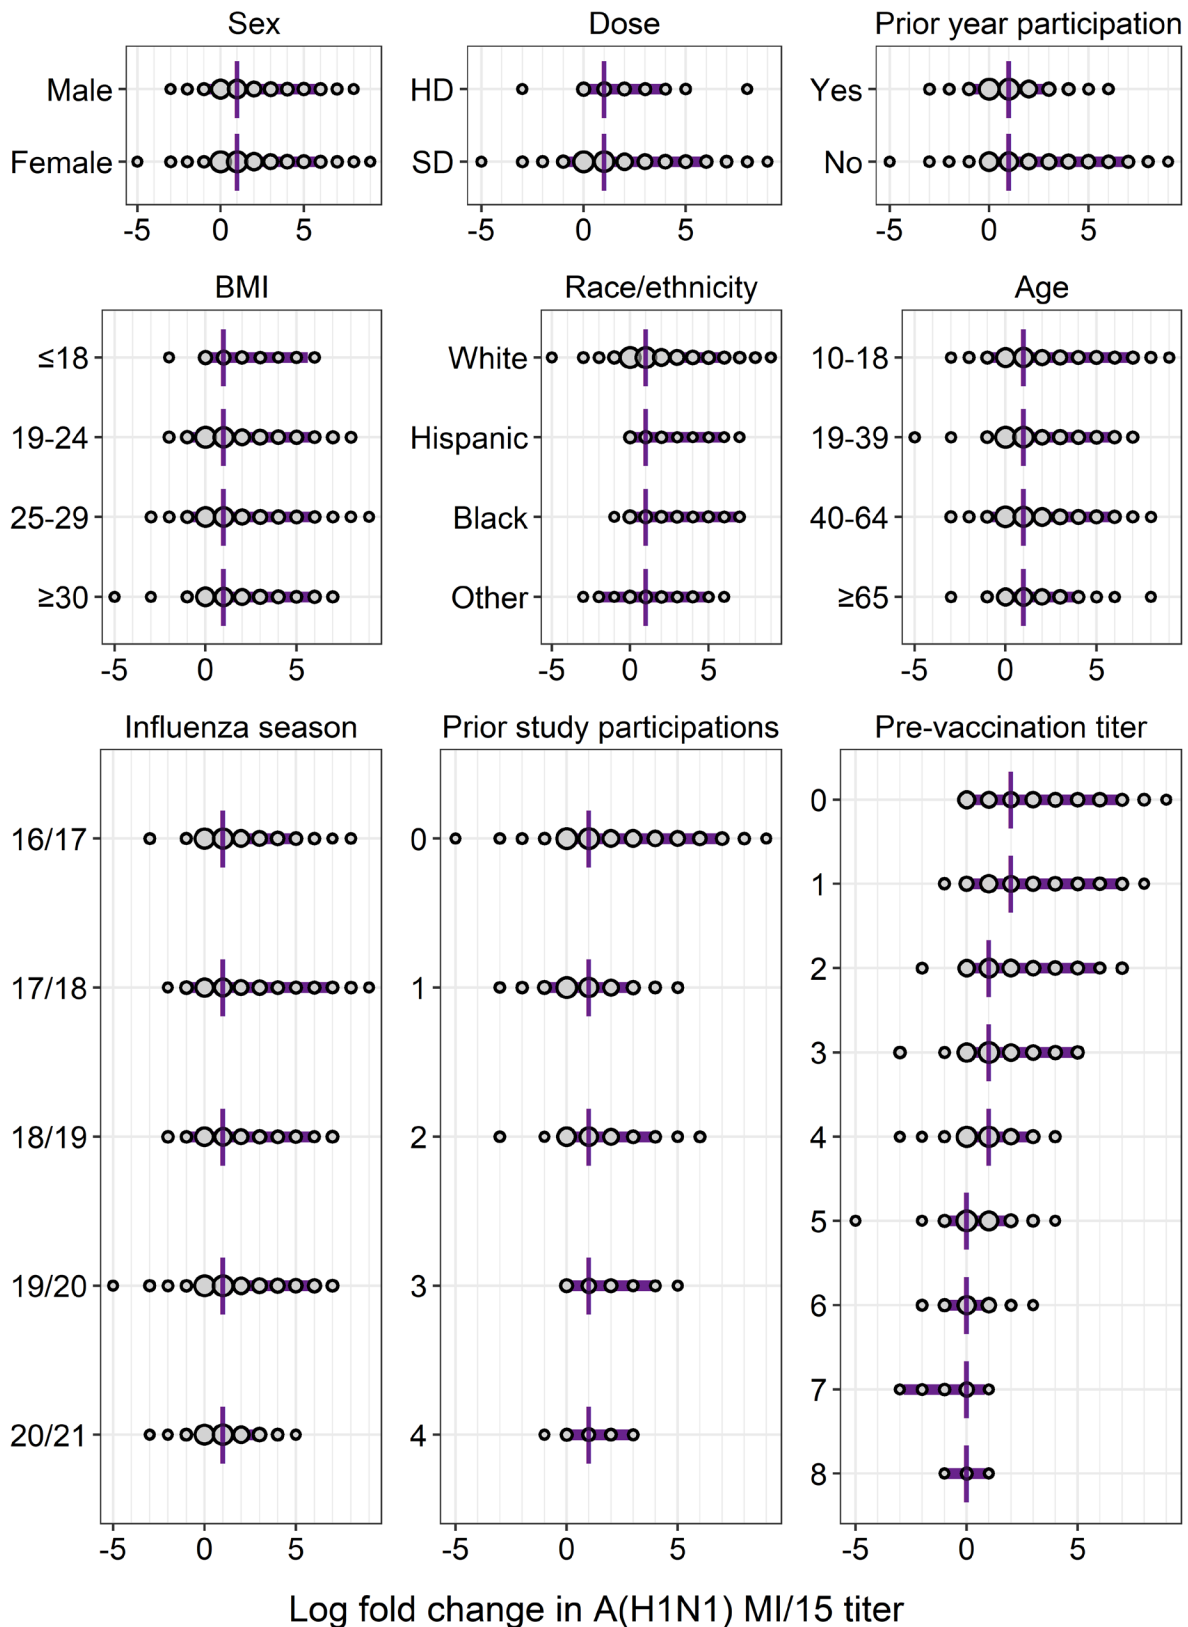 Sex
Dose
Prior year participation
Male
Female
-5 0 5
HD
SD
-5 0 5
Yes
No
-5 0 5
BMI
Race/ethnicity
Age
≤18
19-24
25-29
≥30
-5 0 5
White
Hispanic
Black
Other
-5 0 5
10-18
19-39
40-64
≥65
-5 0 5
Influenza season
Prior study participations
Pre-vaccination titer
16/17
17/18
18/19
19/20
20/21
-5 0 5
0
1
2
3
4
-5 0 5
0
1
2
3
4
5
6
7
8
-5 0 5
Log fold change in A(H1N1) MI/15 titer